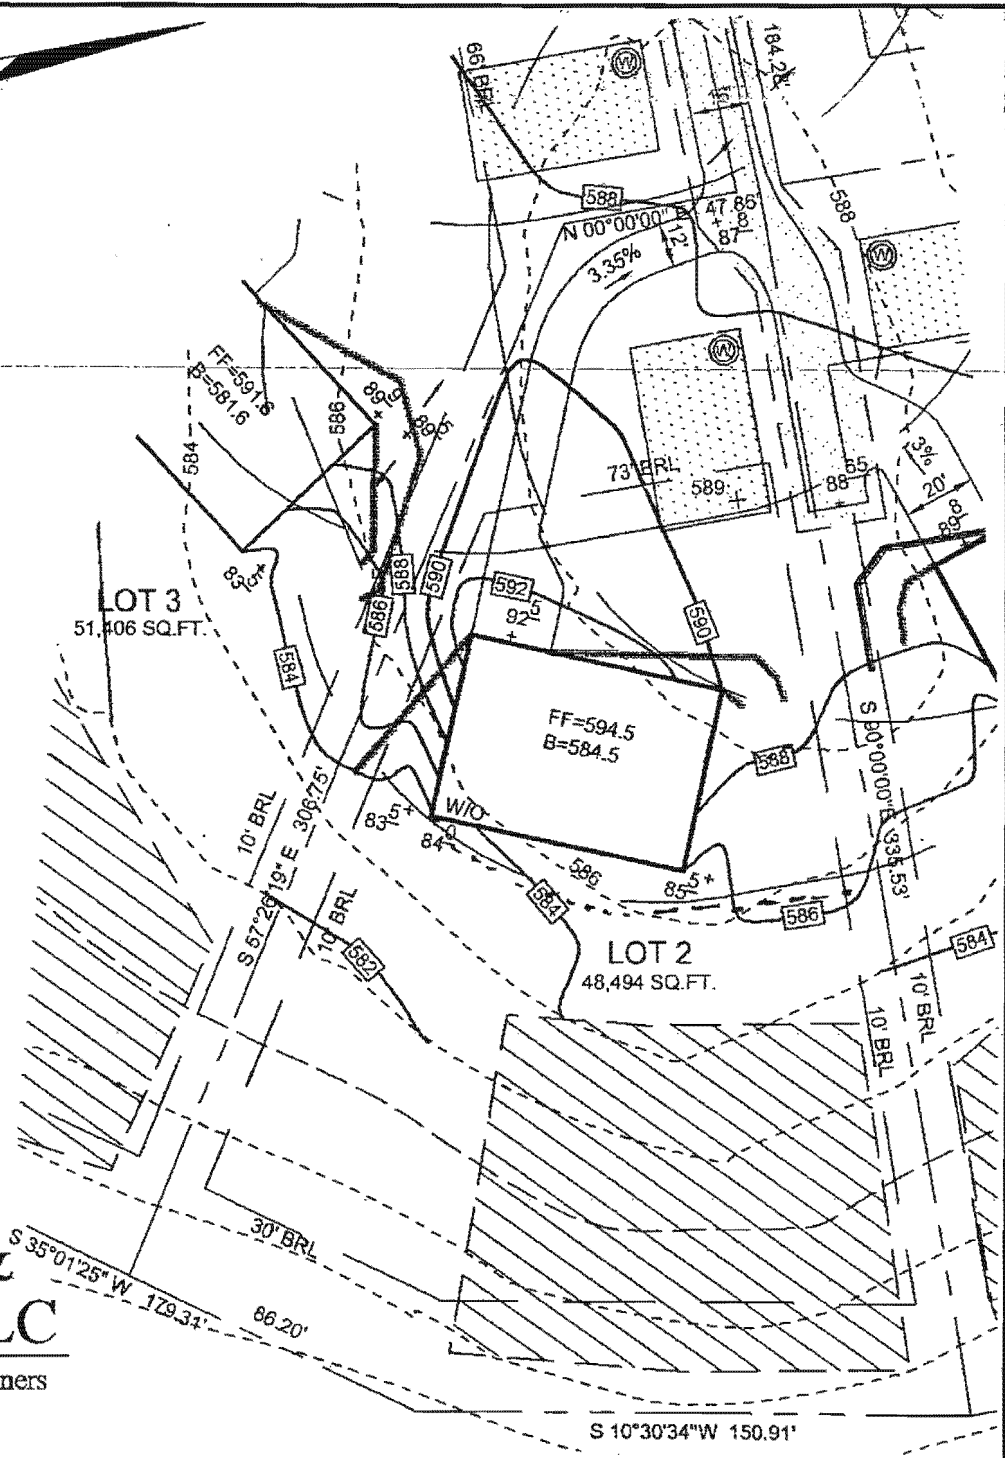 66' BRL
W
184.28'
15'
588
588
N 00°00'00" E
47.86'
87 8
12'
3.35%
W
W
FF=591.6
B=581.6
584
586
89.9
89.5
73' BRL
589
65
88
3%
20'
89.8
588
590
592
92.5
586
590
83.5
LOT 3
51,406 SQ.FT.
584
FF=594.5
B=584.5
588
S 90°00'00"E 335.53'
W/O
83.5
84.0
586
85.5
584
586
10' BRL
S 57°26'19" E 306.75'
10' BRL
582
LOT 2
48,494 SQ.FT.
584
10' BRL
10' BRL
30' BRL
S 35°01'25" W 179.31'
66.20'
LC
ners
S 10°30'34"W 150.91'